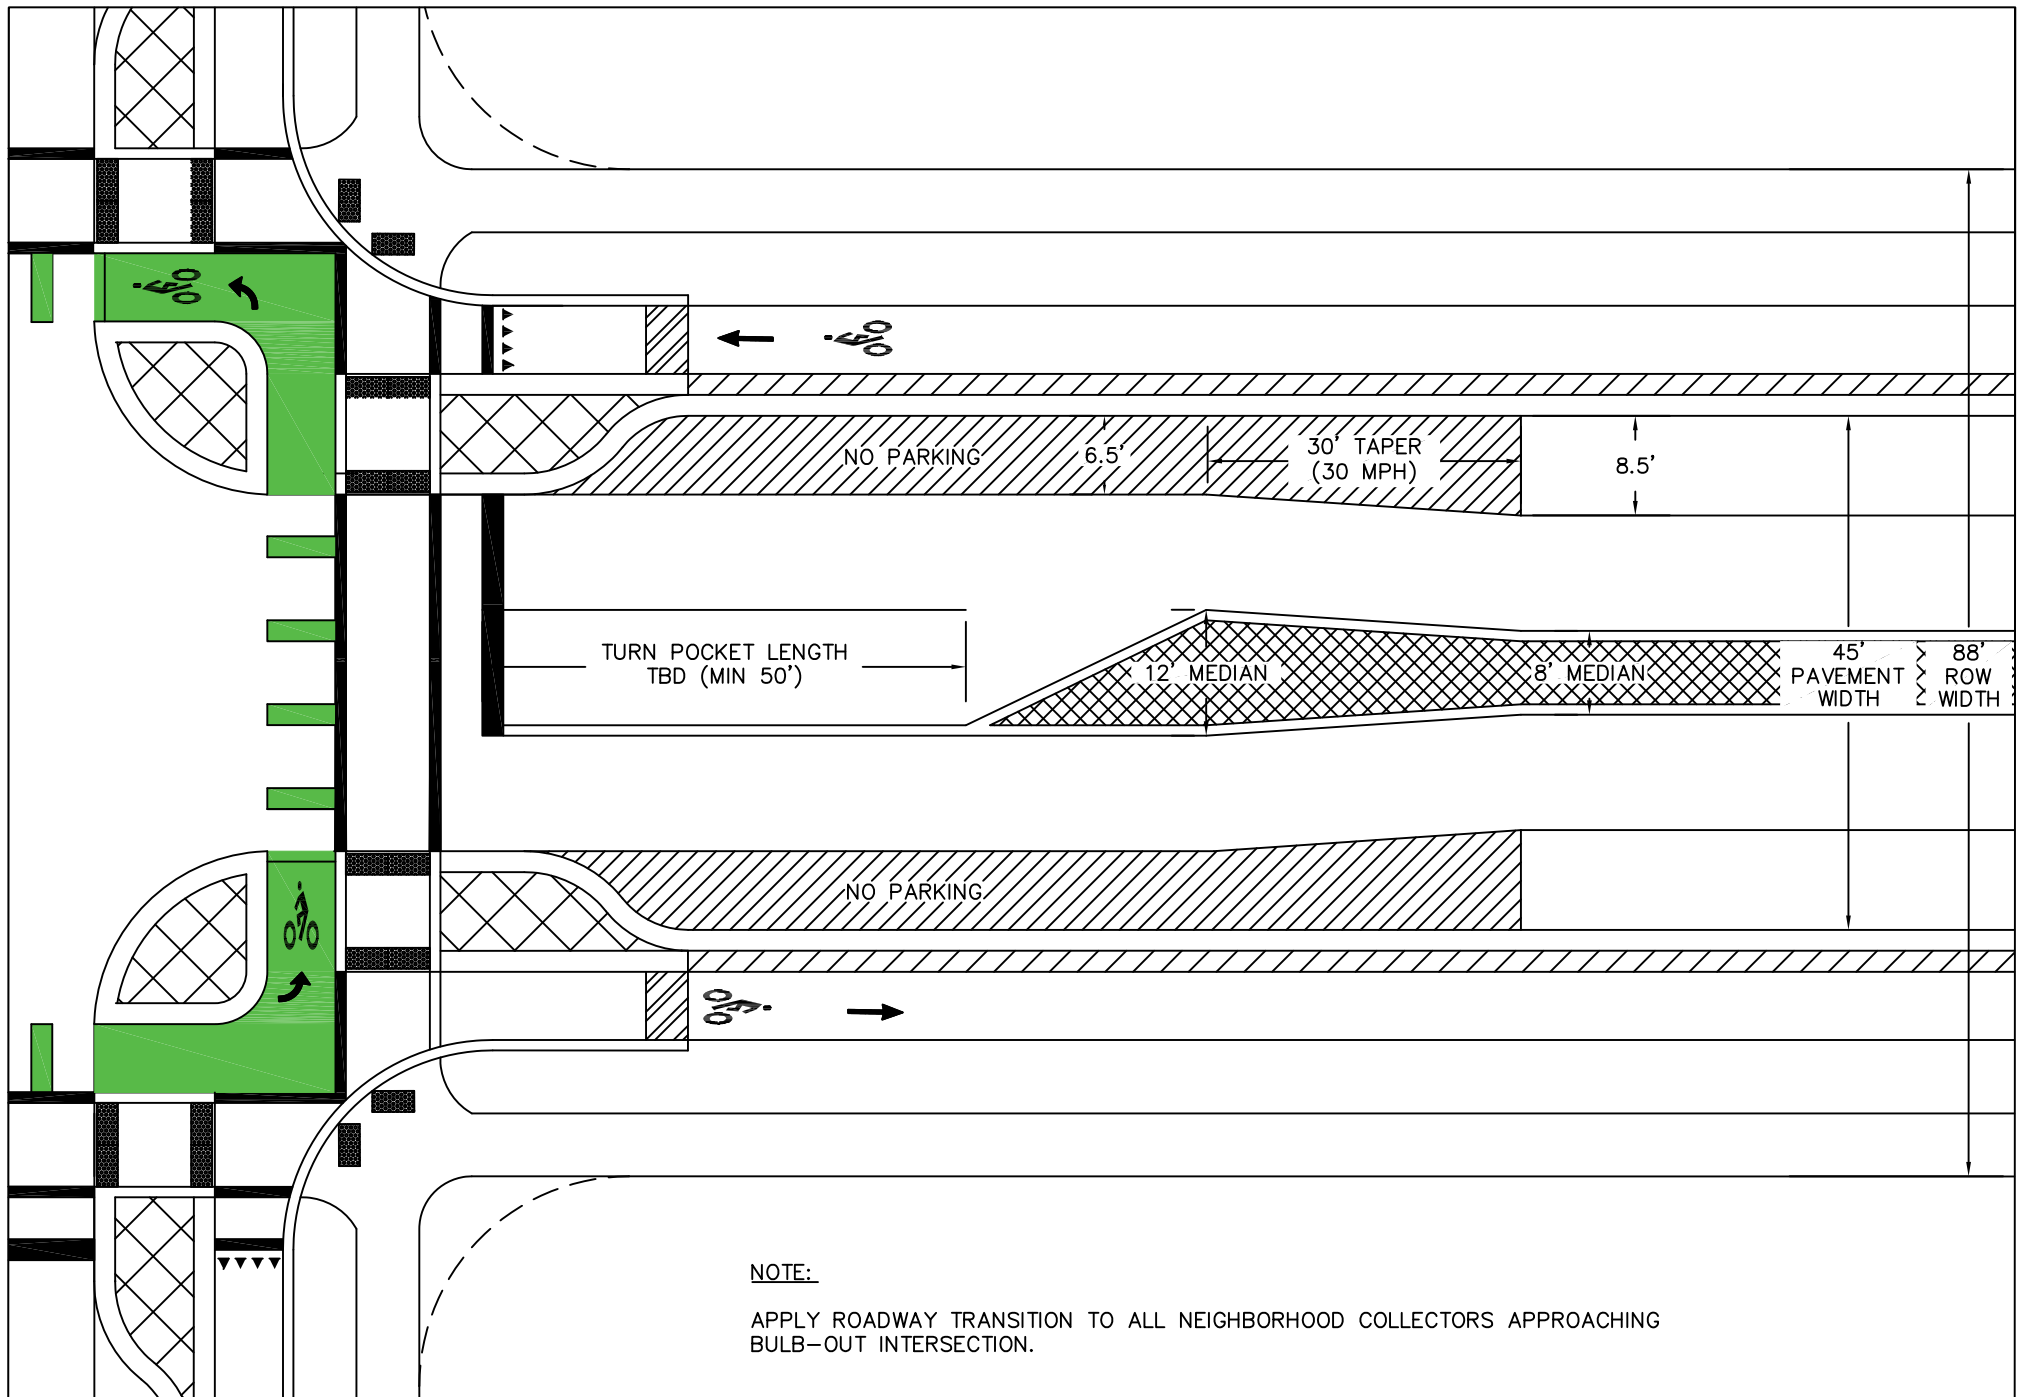 NO PARKING
6.5'
30' TAPER
(30 MPH)
8.5'
TURN POCKET LENGTH
TBD (MIN 50')
12' MEDIAN
8' MEDIAN
45'
PAVEMENT
WIDTH
88'
ROW
WIDTH
NO PARKING
NOTE:
APPLY ROADWAY TRANSITION TO ALL NEIGHBORHOOD COLLECTORS APPROACHING
BULB-OUT INTERSECTION.